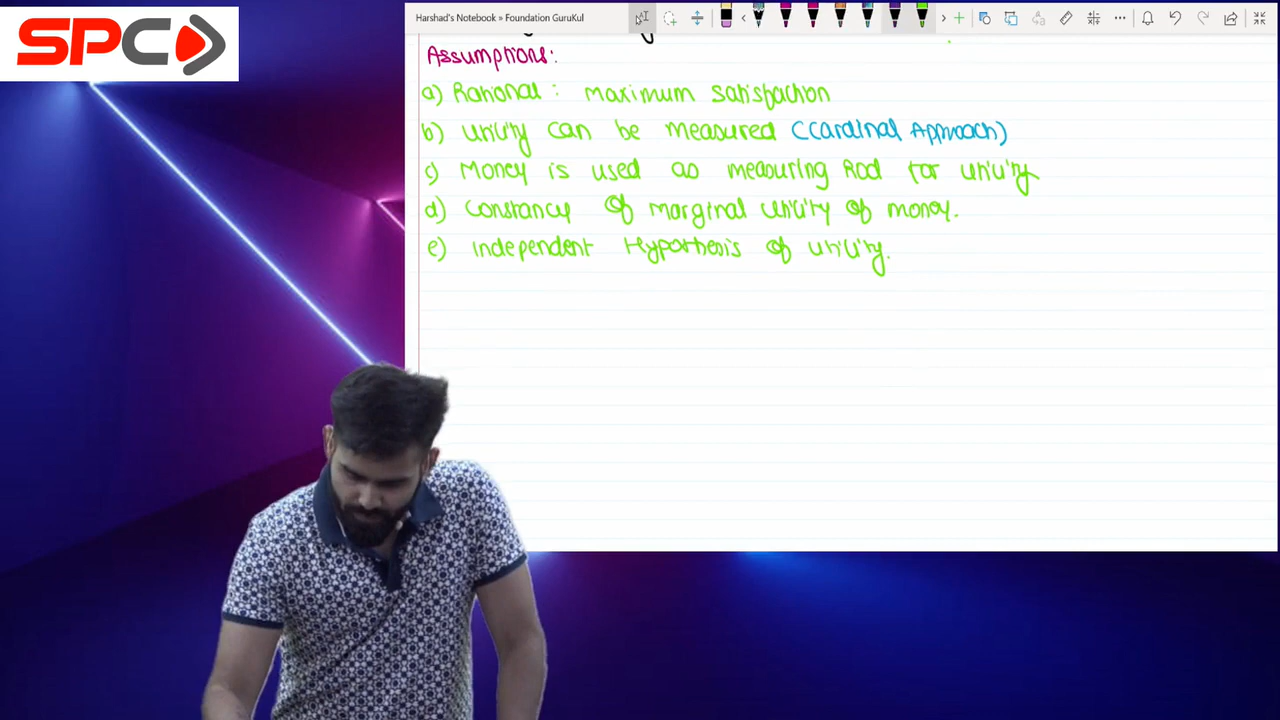 SPC
Harshad's Notebook » Foundation GuruKul
Assumptions:
a) Rational : maximum satisfaction
b) utility can be measured (cardinal Approach)
c) Money is used as measuring Rod for utility
d) constancy of marginal utility of money.
e) independent Hypothesis of utility.